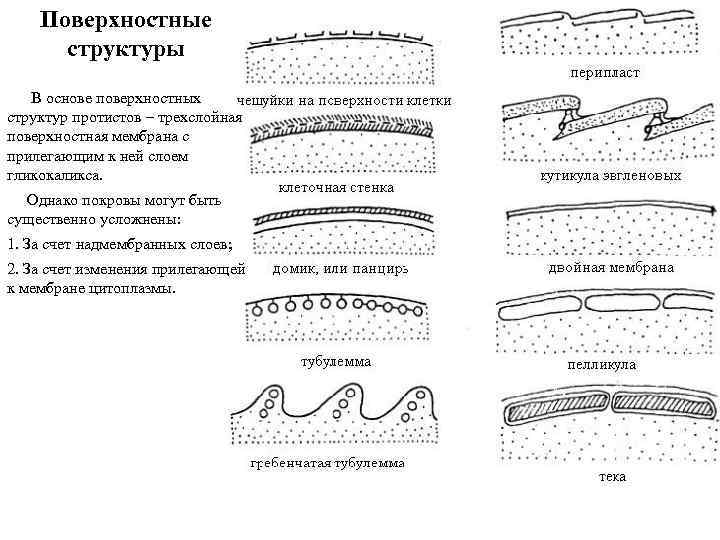 Поверхностные
структуры
В основе поверхностных
структур протистов – трехслойная
поверхностная мембрана с
прилегающим к ней слоем
гликокаликса.
Однако покровы могут быть
существенно усложнены:
1. За счет надмембранных слоев;
2. За счет изменения прилегающей
к мембране цитоплазмы.
чешуйки на поверхности клетки
клеточная стенка
домик, или панцирь
тубулемма
гребенчатая тубулемма
перипласт
кутикула эвгленовых
двойная мембрана
пелликула
тека